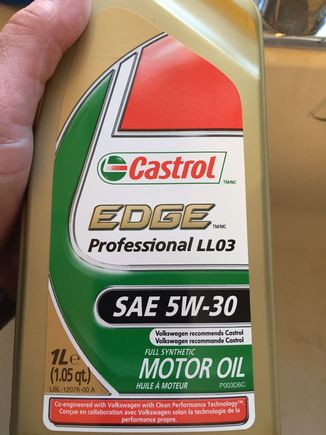 Castrol
TM/MC
EDGE
TM/MC
Professional LL03
SAE 5W-30
Volkswagen recommends Castrol
Volkswagen recommande Castrol
FULL SYNTHETIC
1L℮
MOTOR OIL
(1.05 qt.)
HUILE À MOTEUR
LBL-12076-00 A
P003D6C
Co-engineered with Volkswagen with Clean Performance Technology™
Conçue en collaboration avec Volkswagen selon la technologie de la
performance propre.